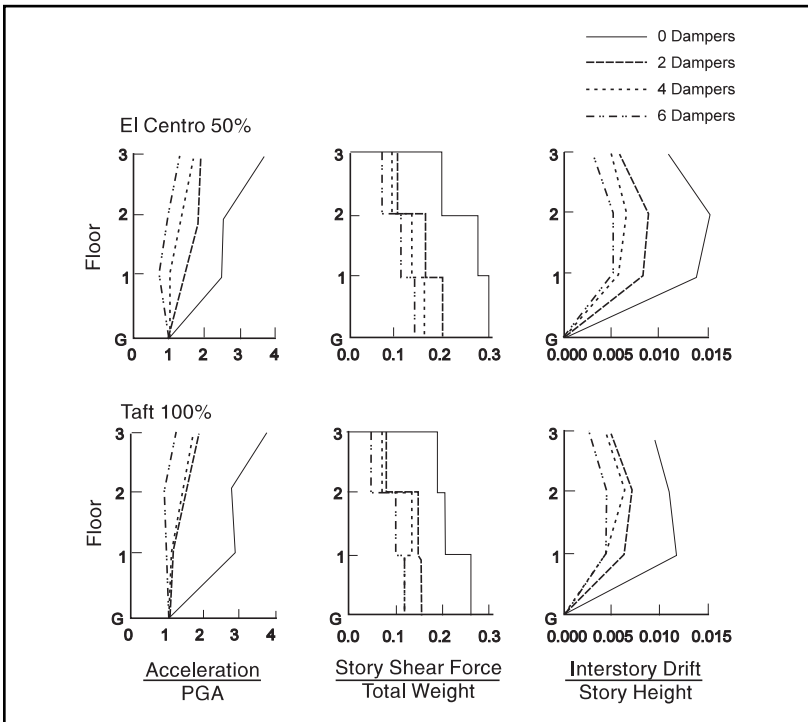 0 Dampers
2 Dampers
4 Dampers
6 Dampers
El Centro 50%
Floor
3
2
1
G
0 1 2 3 4
0.0 0.1 0.2 0.3
3
2
1
G
3
2
1
G
0.000 0.005 0.010 0.015
Taft 100%
Floor
3
2
1
G
0 1 2 3 4
3
2
1
G
0.0 0.1 0.2 0.3
3
2
1
G
0.000 0.005 0.010 0.015
Acceleration
PGA
Story Shear Force
Total Weight
Interstory Drift
Story Height